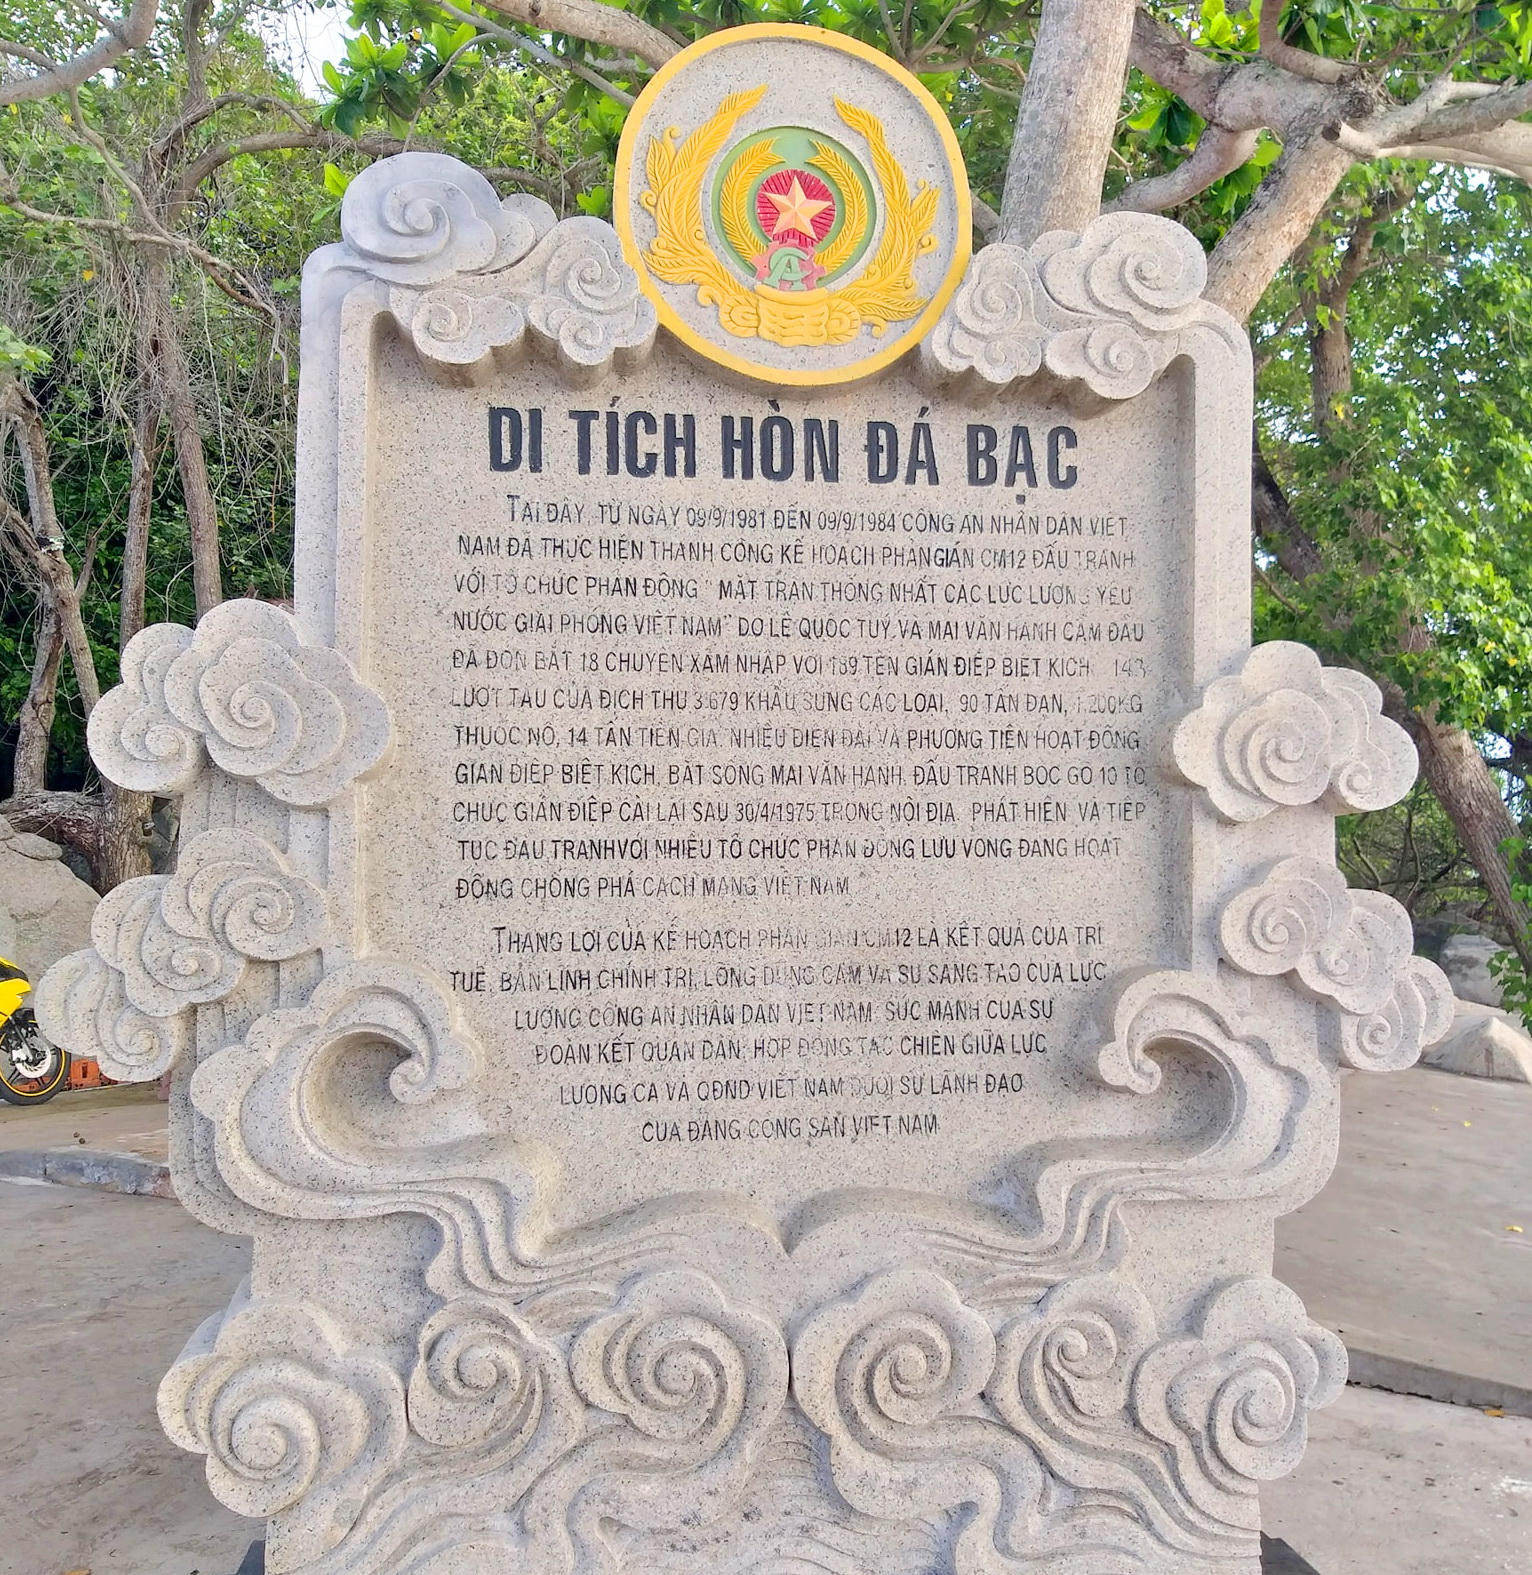 DI TÍCH HÒN ĐÁ BẠC
TẠI ĐÂY, TỪ NGÀY 09/9/1981 ĐẾN 09/9/1984 CÔNG AN NHÂN DÂN VIỆT
NAM ĐÃ THỰC HIỆN THÀNH CÔNG KẾ HOẠCH PHẢN GIÁN CM12 ĐẤU TRANH
VỚI TỔ CHỨC PHẢN ĐỘNG " MẶT TRẬN THỐNG NHẤT CÁC LỰC LƯỢNG YÊU
NƯỚC GIẢI PHÓNG VIỆT NAM" DO LÊ QUỐC TUÝ VÀ MAI VĂN HẠNH CẦM ĐẦU
ĐÃ ĐÓN BẮT 18 CHUYẾN XÂM NHẬP VỚI 189 TÊN GIÁN ĐIỆP BIỆT KÍCH
LƯỢT TÀU CỦA ĐỊCH THU 3.679 KHẨU SÚNG CÁC LOẠI, 90 TẤN ĐẠN, 1.200KG
THUỐC NỔ, 14 TẤN TIỀN GIẢ, NHIỀU ĐIỆN ĐÀI VÀ PHƯƠNG TIỆN HOẠT ĐỘNG
GIÁN ĐIỆP BIỆT KÍCH, BẮT SỐNG MAI VĂN HẠNH. ĐẤU TRANH BÓC GỠ 10 TỔ
CHỨC GIÁN ĐIỆP CÀI LẠI SAU 30/4/1975 TRONG NỘI ĐỊA. PHÁT HIỆN VÀ TIẾP
TỤC ĐẤU TRANHVỚI NHIỀU TỔ CHỨC PHẢN ĐỘNG LƯU VONG ĐANG HOẠT
ĐỘNG CHỐNG PHÁ CÁCH MẠNG VIỆT NAM
THẮNG LỢI CỦA KẾ HOẠCH PHẢN GIÁN CM12 LÀ KẾT QUẢ CỦA TRÍ
TUỆ, BẢN LĨNH CHÍNH TRỊ, LÒNG DŨNG CẢM VÀ SỰ SÁNG TẠO CỦA LỰC
LƯỢNG CÔNG AN NHÂN DÂN VIỆT NAM. SỨC MẠNH CỦA SỰ
ĐOÀN KẾT QUÂN DÂN, HỢP ĐỒNG TÁC CHIẾN GIỮA LỰC
LƯỢNG CA VÀ QĐND VIỆT NAM DƯỚI SỰ LÃNH ĐẠO
CỦA ĐẢNG CỘNG SẢN VIỆT NAM